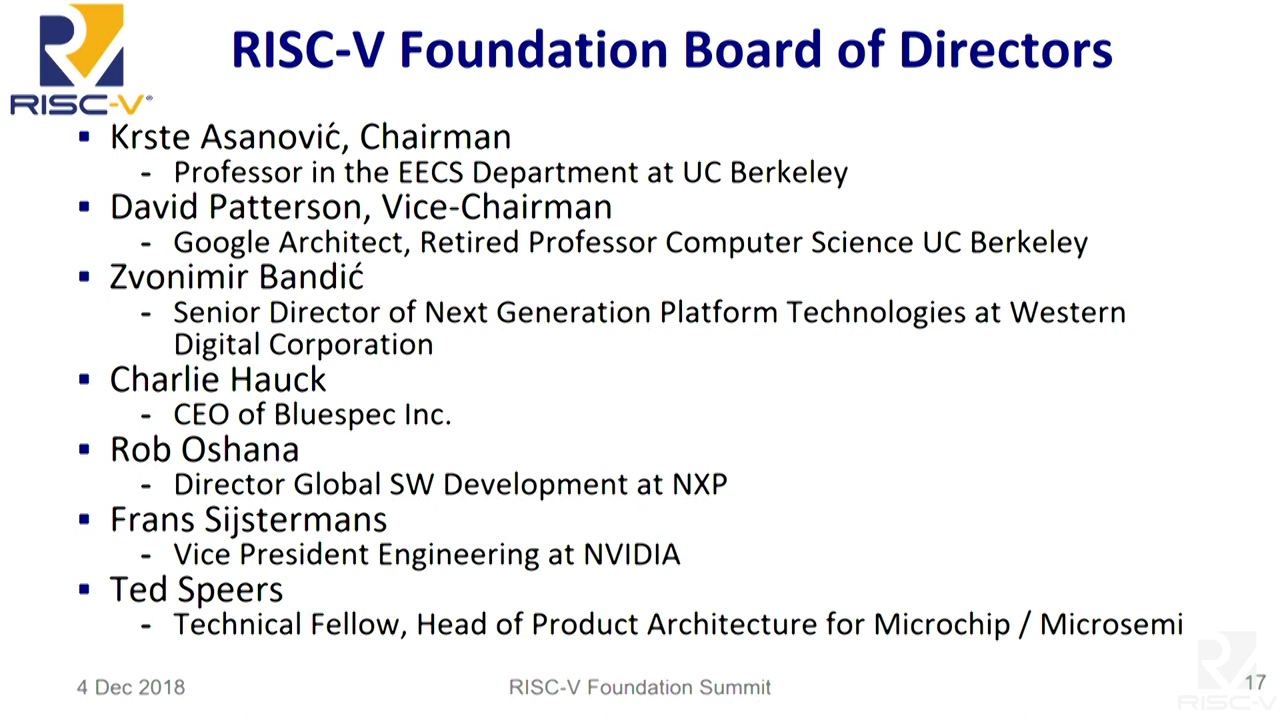 RISC-V®
RISC-V Foundation Board of Directors
▪ Krste Asanović, Chairman
- Professor in the EECS Department at UC Berkeley
▪ David Patterson, Vice-Chairman
- Google Architect, Retired Professor Computer Science UC Berkeley
▪ Zvonimir Bandić
- Senior Director of Next Generation Platform Technologies at Western
Digital Corporation
▪ Charlie Hauck
- CEO of Bluespec Inc.
▪ Rob Oshana
- Director Global SW Development at NXP
▪ Frans Sijstermans
- Vice President Engineering at NVIDIA
▪ Ted Speers
- Technical Fellow, Head of Product Architecture for Microchip / Microsemi
4 Dec 2018
RISC-V Foundation Summit
17
RISC-V